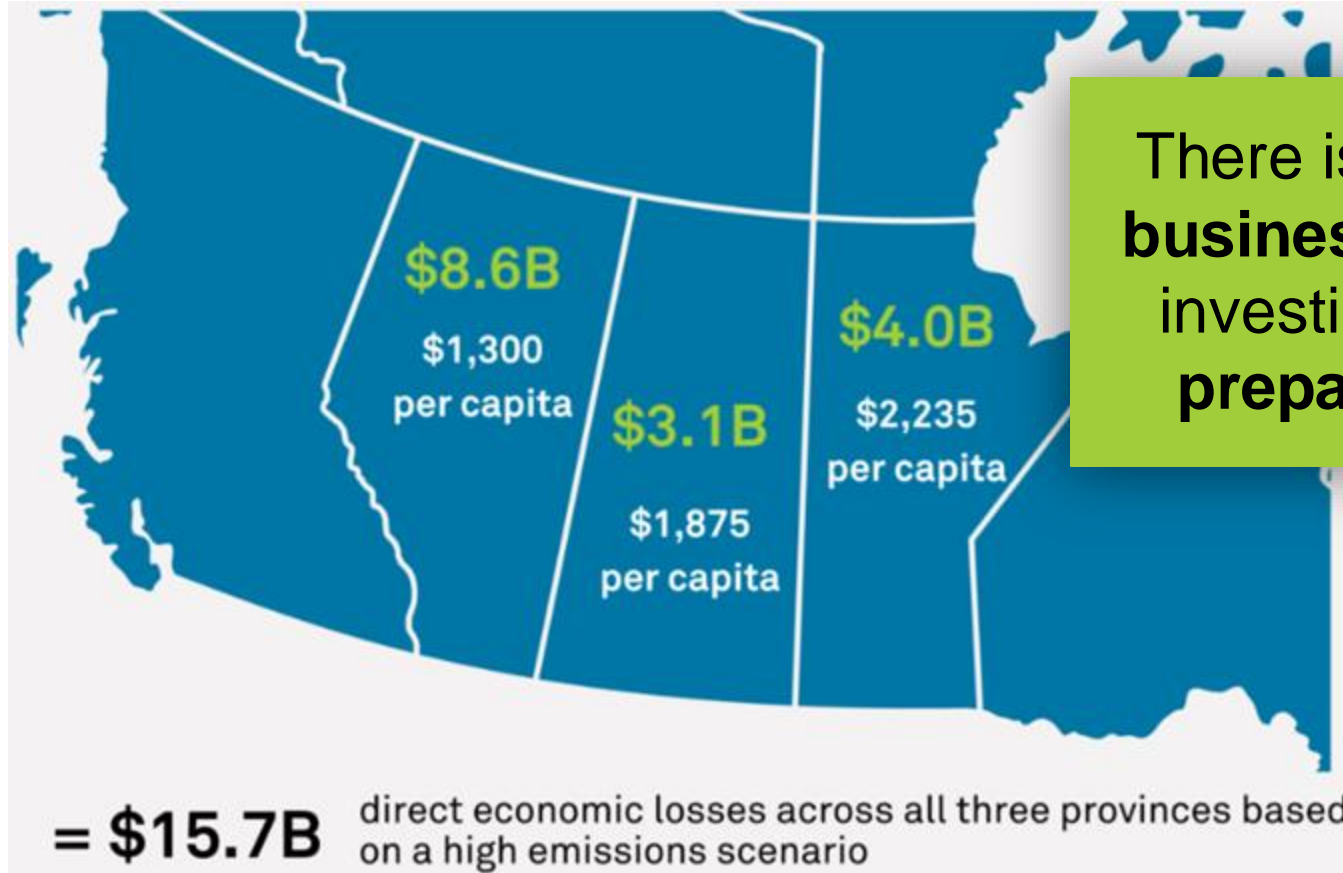 $8.6B
$1,300
per capita
$3.1B
$1,875
per capita
$4.0B
$2,235
per capita
There is
busines
investi
prepa
= $15.7B
direct economic losses across all three provinces based
on a high emissions scenario